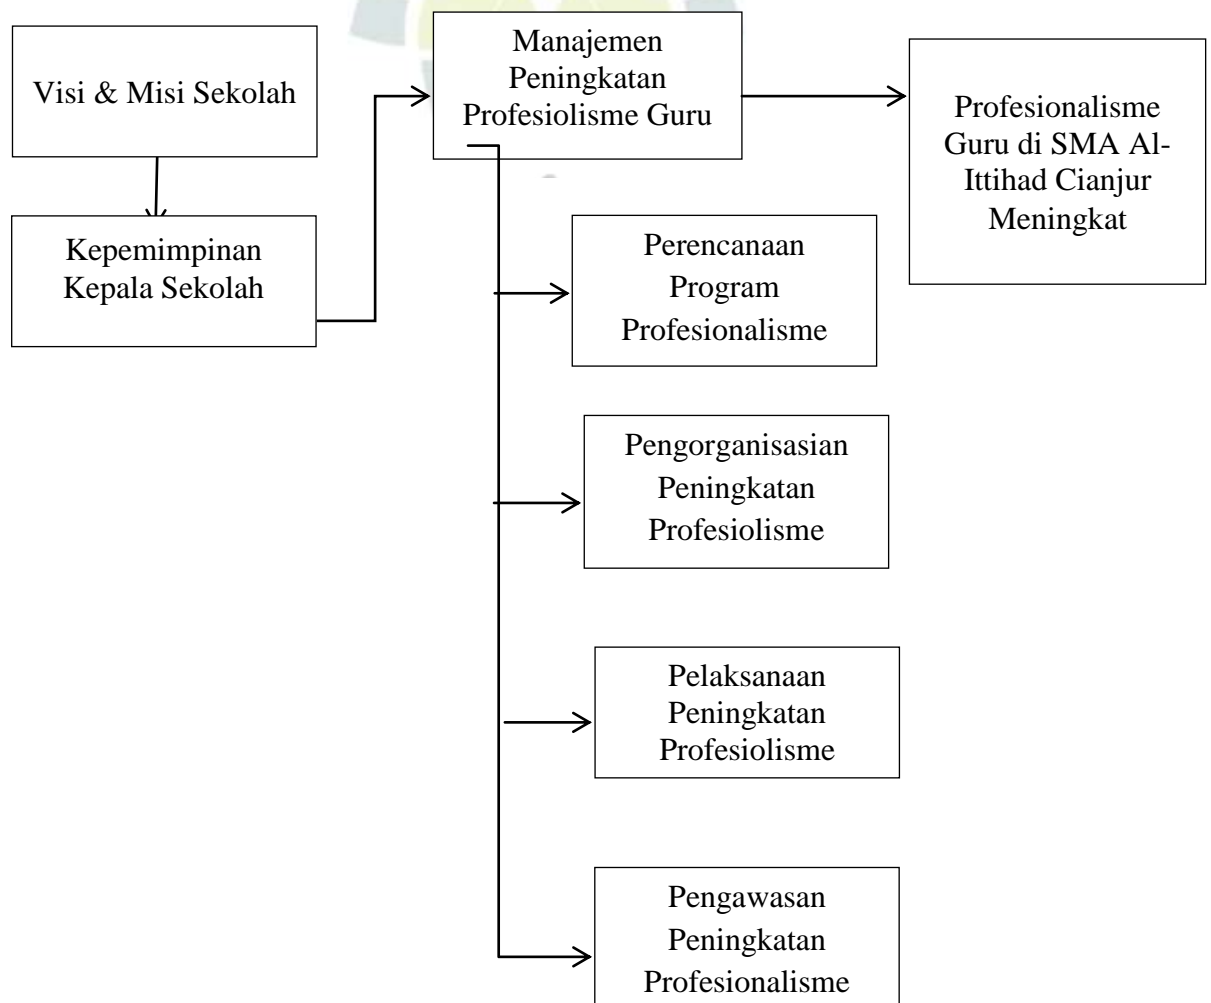 Visi & Misi Sekolah
Kepemimpinan
Kepala Sekolah
Manajemen
Peningkatan
Profesiolisme Guru
Profesionalisme
Guru di SMA Al-
Ittihad Cianjur
Meningkat
Perencanaan
Program
Profesionalisme
Pengorganisasian
Peningkatan
Profesiolisme
Pelaksanaan
Peningkatan
Profesiolisme
Pengawasan
Peningkatan
Profesionalisme